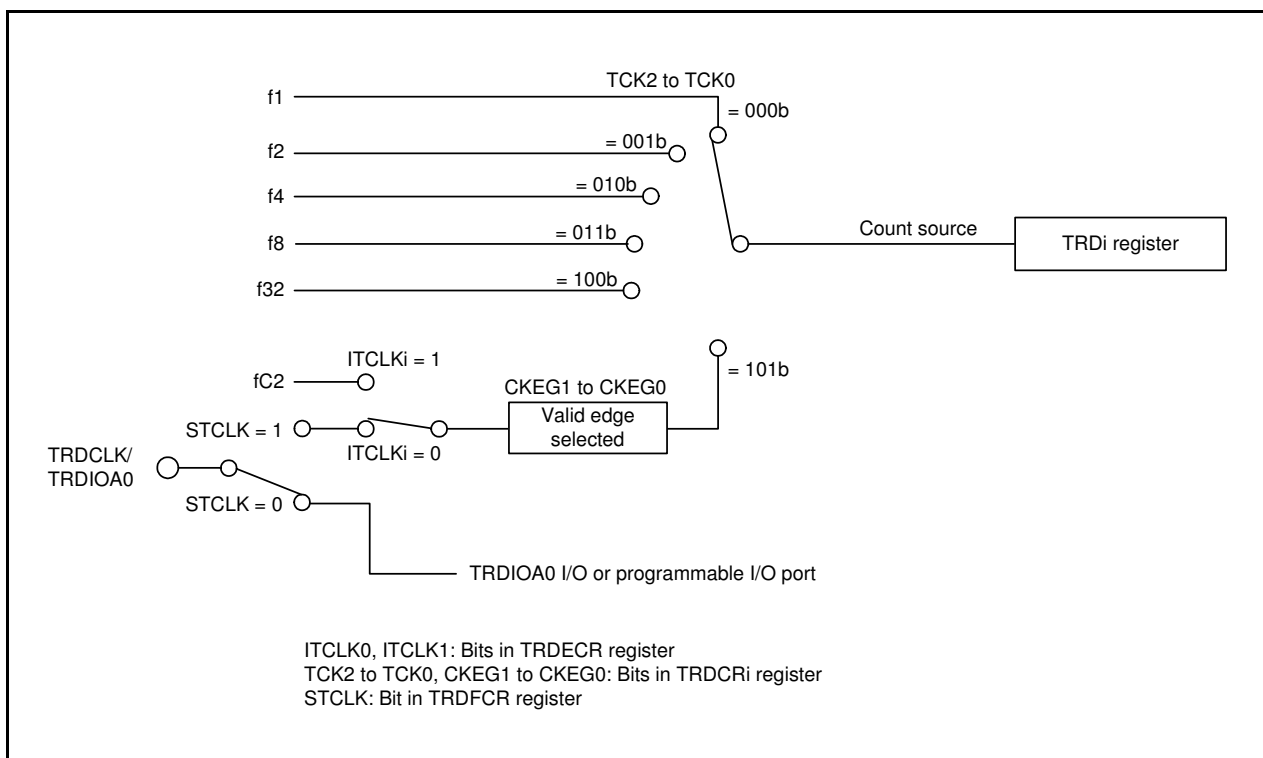 TCK2 to TCK0
f1
= 000b
f2
= 001b
f4
= 010b
f8
= 011b
Count source
TRDi register
f32
= 100b
ITCLKi = 1
fC2
= 101b
CKEG1 to CKEG0
Valid edge
selected
STCLK = 1
ITCLKi = 0
TRDCLK/
TRDIOA0
STCLK = 0
TRDIOA0 I/O or programmable I/O port
ITCLK0, ITCLK1: Bits in TRDECR register
TCK2 to TCK0, CKEG1 to CKEG0: Bits in TRDCRi register
STCLK: Bit in TRDFCR register